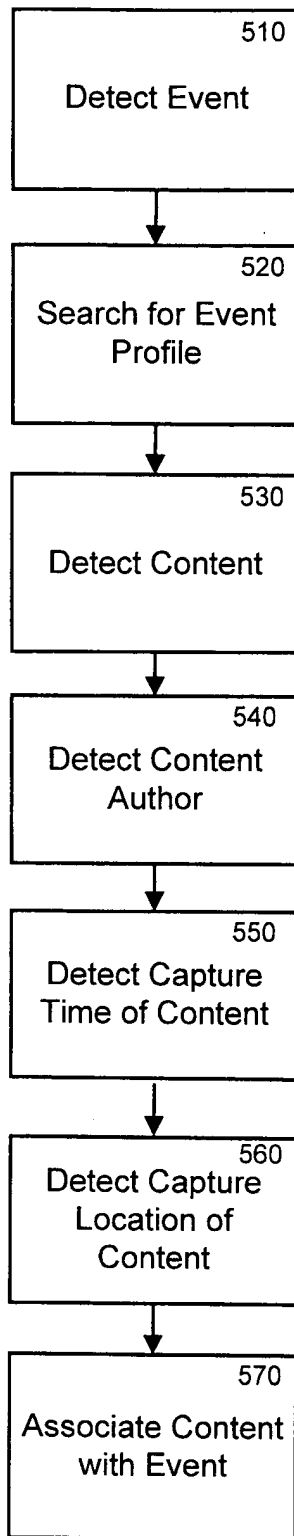 510
Detect Event
520
Search for Event
Profile
530
Detect Content
540
Detect Content
Author
550
Detect Capture
Time of Content
560
Detect Capture
Location of
Content
570
Associate Content
with Event